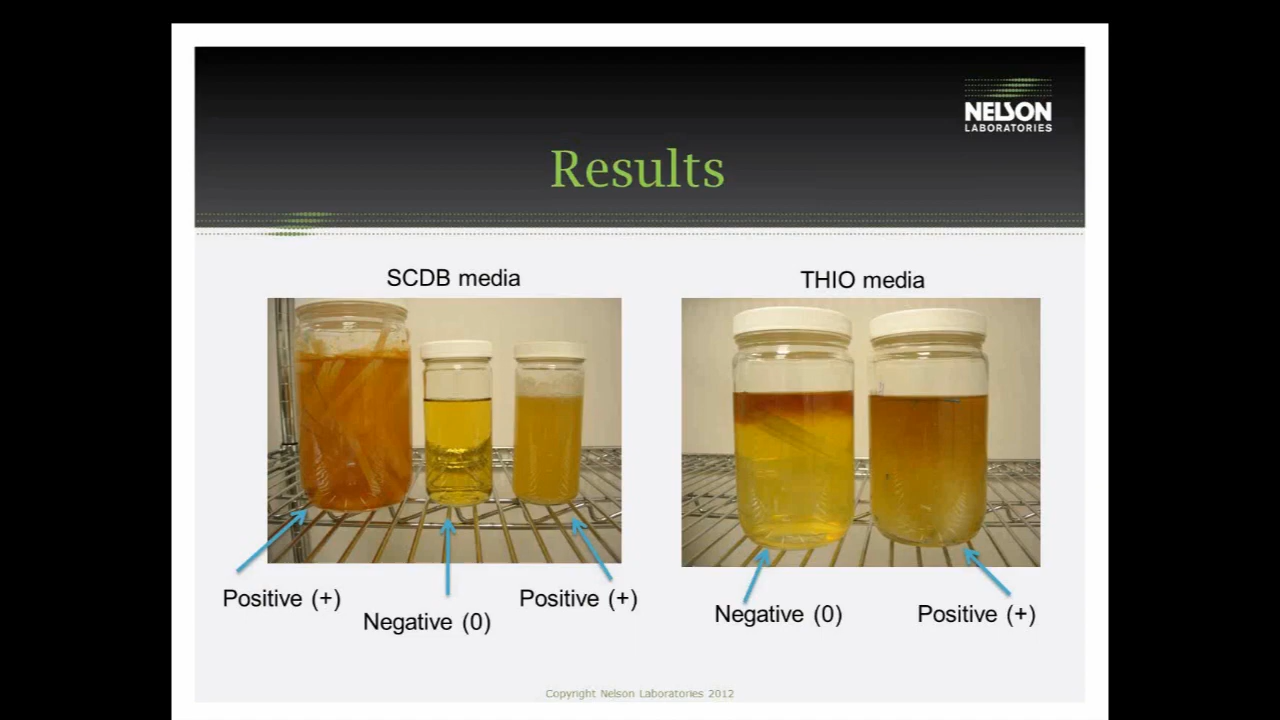 NELSON
LABORATORIES
Results
SCDB media
THIO media
Positive (+)
Negative (0)
Positive (+)
Negative (0)
Positive (+)
Copyright Nelson Laboratories 2012